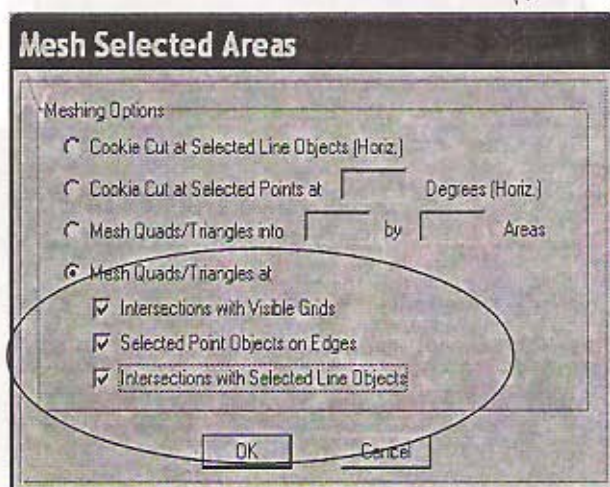 Mesh Selected Areas
Meshing Options
Cookie Cut at Selected Line Objects (Horiz.)
Cookie Cut at Selected Points at Degrees (Horiz.)
Mesh Quads/Triangles into by Areas
Mesh Quads/Triangles at
Intersections with Visible Grids
Selected Point Objects on Edges
Intersections with Selected Line Objects
OK Cancel